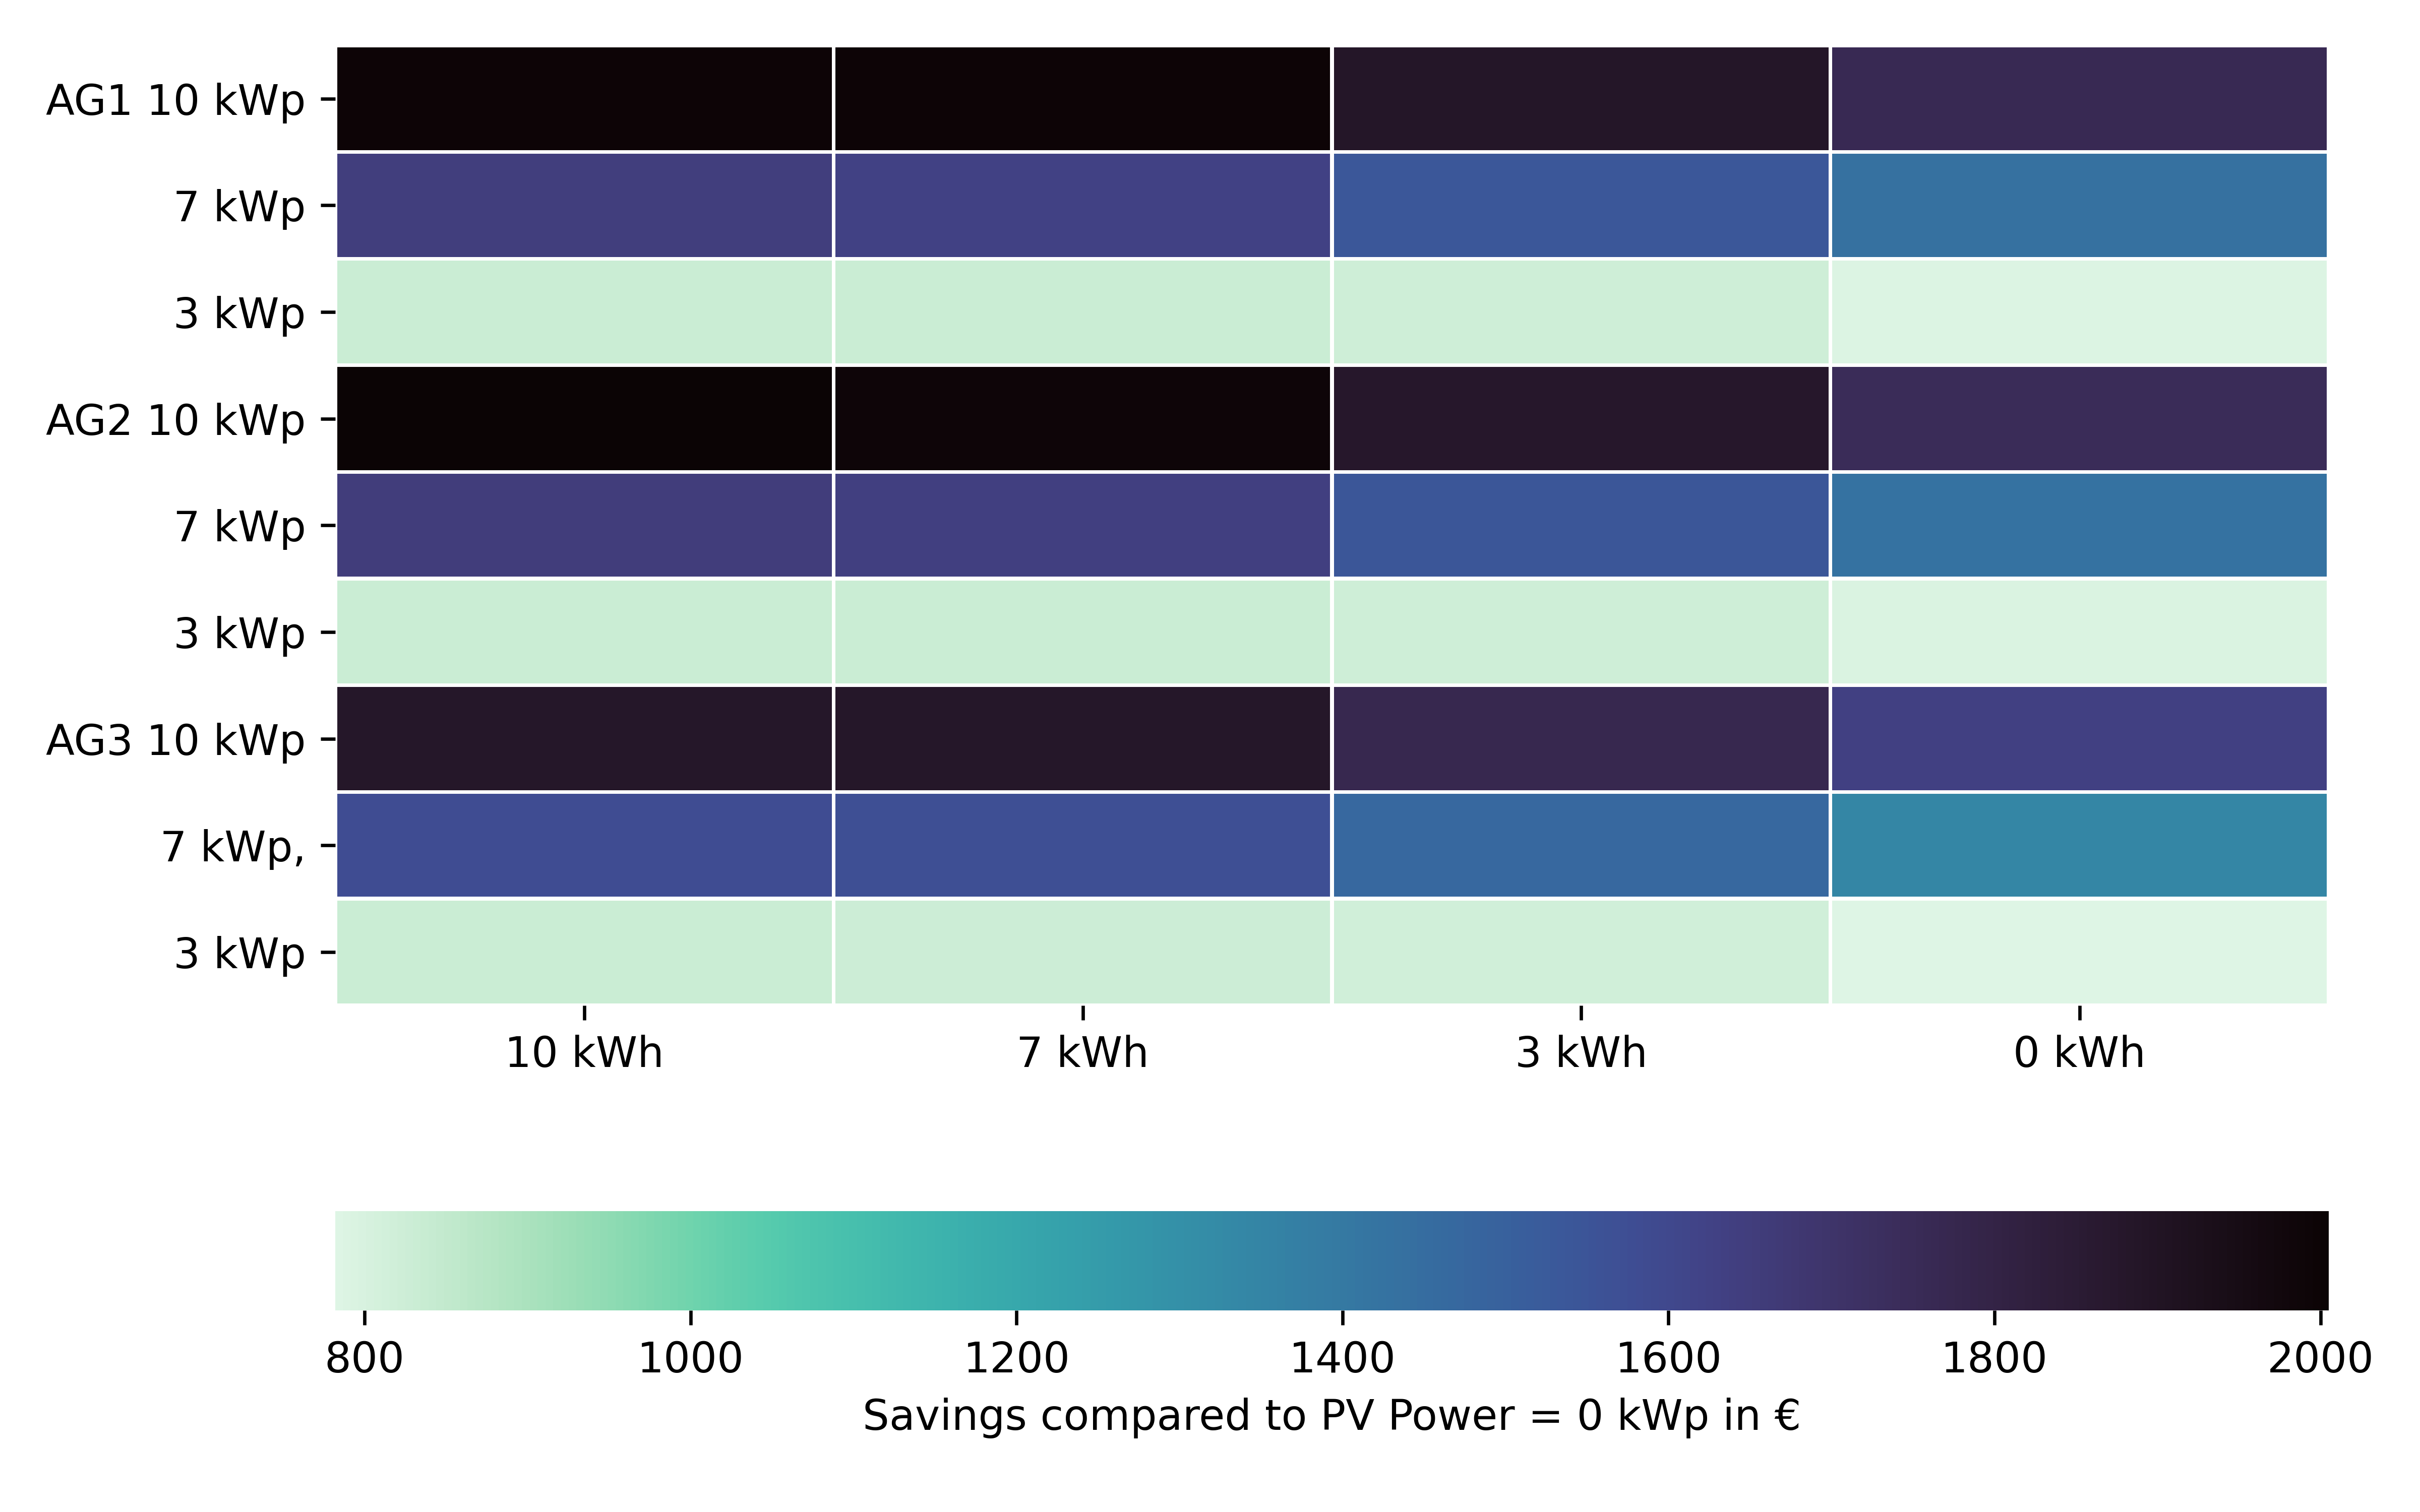 AG1 10 kWp
7 kWp
3 kWp
AG2 10 kWp
7 kWp
3 kWp
AG3 10 kWp
7 kWp,
3 kWp
10 kWh 7 kWh 3 kWh 0 kWh
800 1000 1200 1400 1600 1800 2000
Savings compared to PV Power = 0 kWp in €